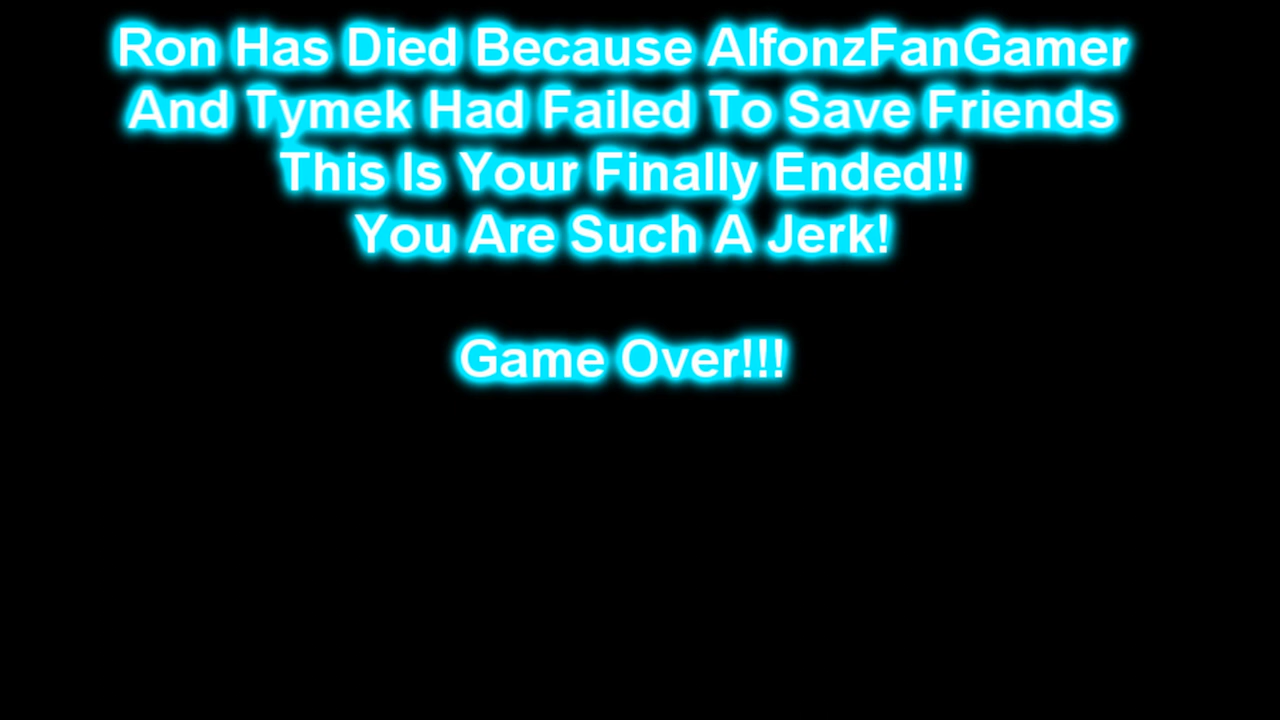 Ron Has Died Because AlfonzFanGamer
And Tymek Had Failed To Save Friends
This Is Your Finally Ended!!
You Are Such A Jerk!
Game Over!!!